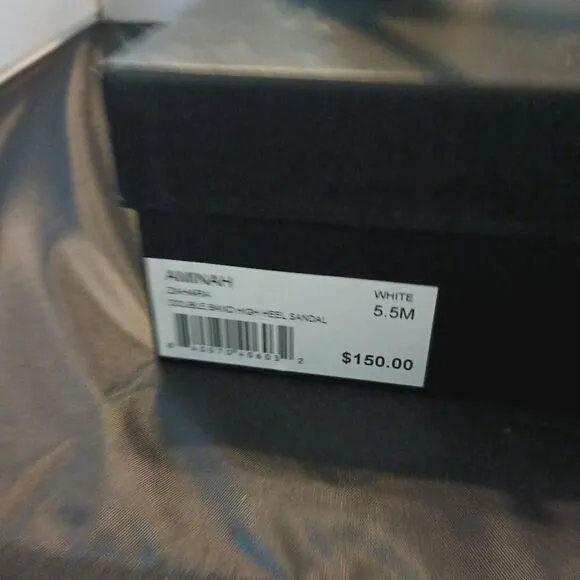 AMINAH
WHITE
DOUBLE BAND HIGH HEEL SANDAL
5.5M
$150.00